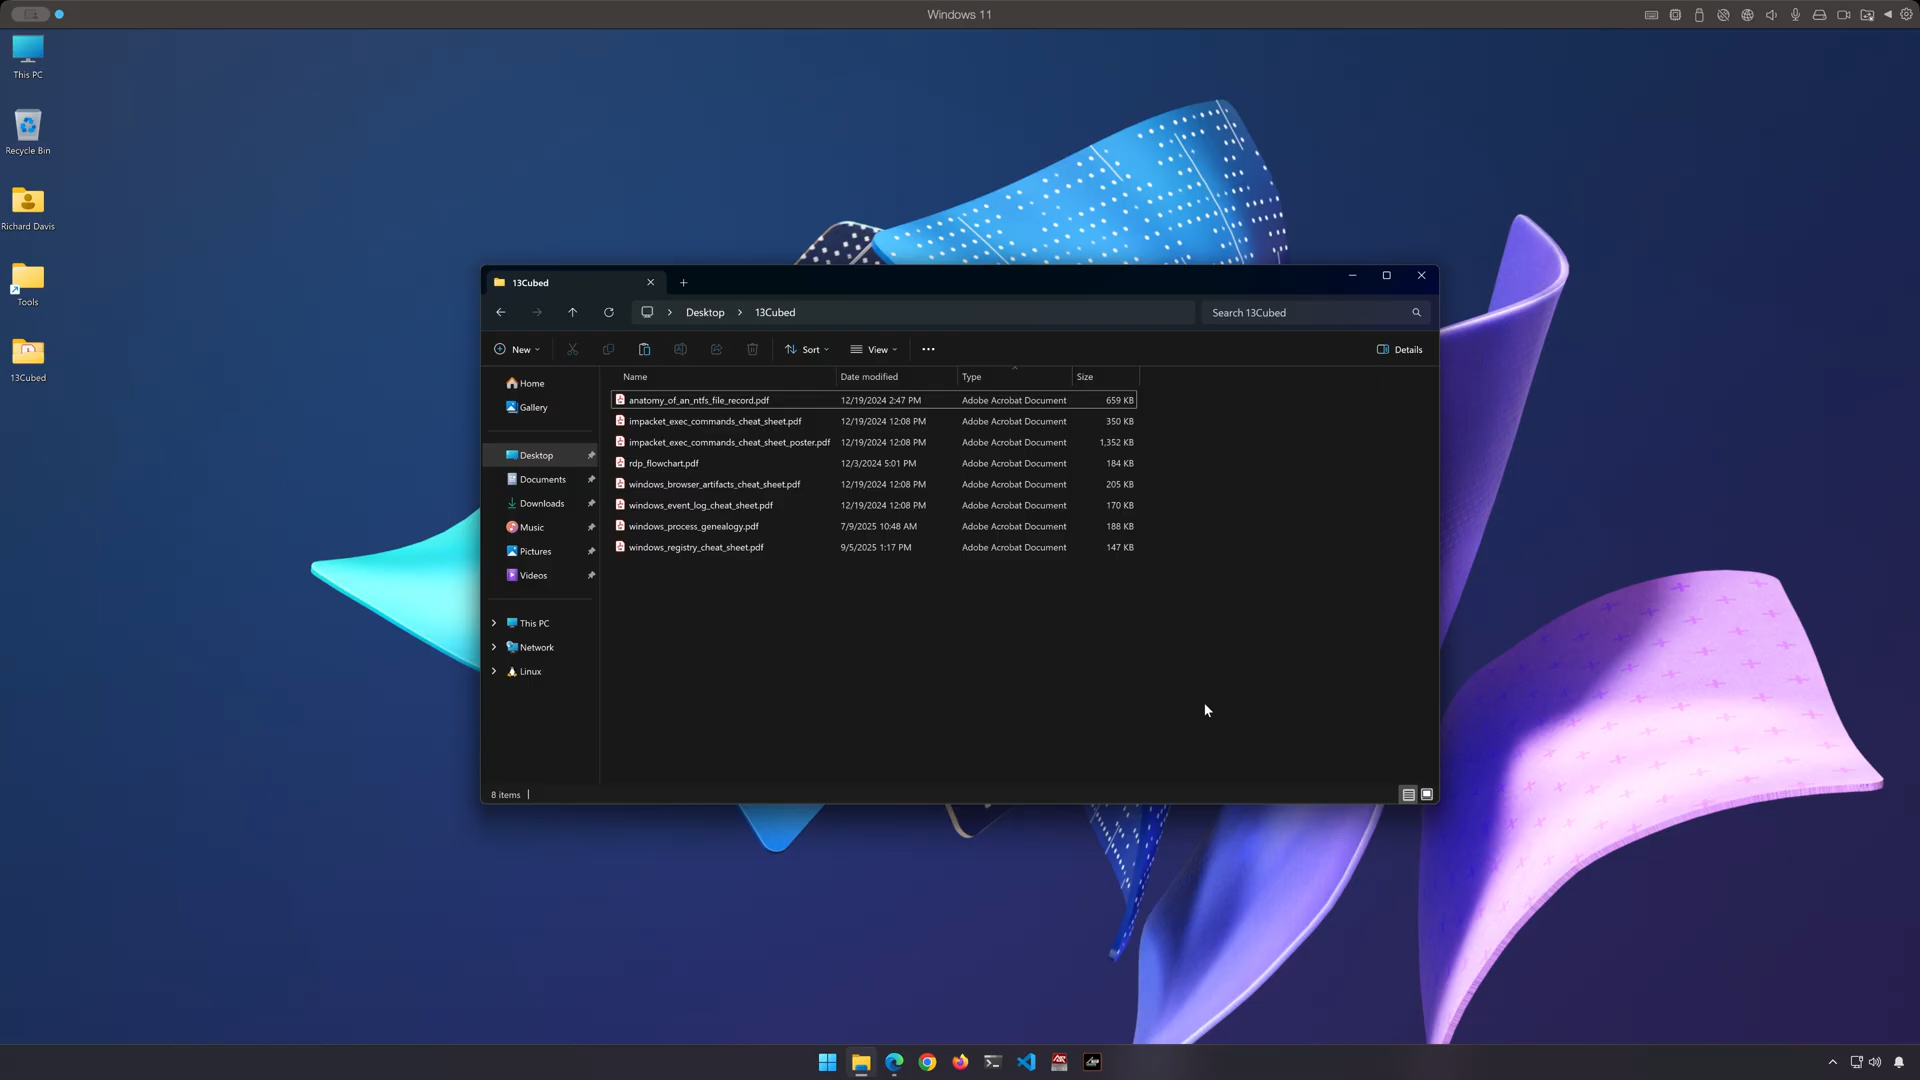 Windows 11
This PC
Recycle Bin
Richard Davis
Tools
13Cubed
13Cubed
Desktop
13Cubed
Search 13Cubed
New
Sort
View
Details
Home
Gallery
Desktop
Documents
Downloads
Music
Pictures
Videos
This PC
Network
Linux
Name Date modified Type Size
anatomy_of_an_ntfs_file_record.pdf 12/19/2024 2:47 PM Adobe Acrobat Document 659 KB
impacket_exec_commands_cheat_sheet.pdf 12/19/2024 12:08 PM Adobe Acrobat Document 350 KB
impacket_exec_commands_cheat_sheet_poster.pdf 12/19/2024 12:08 PM Adobe Acrobat Document 1,352 KB
rdp_flowchart.pdf 12/3/2024 5:01 PM Adobe Acrobat Document 184 KB
windows_browser_artifacts_cheat_sheet.pdf 12/19/2024 12:08 PM Adobe Acrobat Document 205 KB
windows_event_log_cheat_sheet.pdf 12/19/2024 12:08 PM Adobe Acrobat Document 170 KB
windows_process_genealogy.pdf 7/9/2025 10:48 AM Adobe Acrobat Document 188 KB
windows_registry_cheat_sheet.pdf 9/5/2025 1:17 PM Adobe Acrobat Document 147 KB
8 items